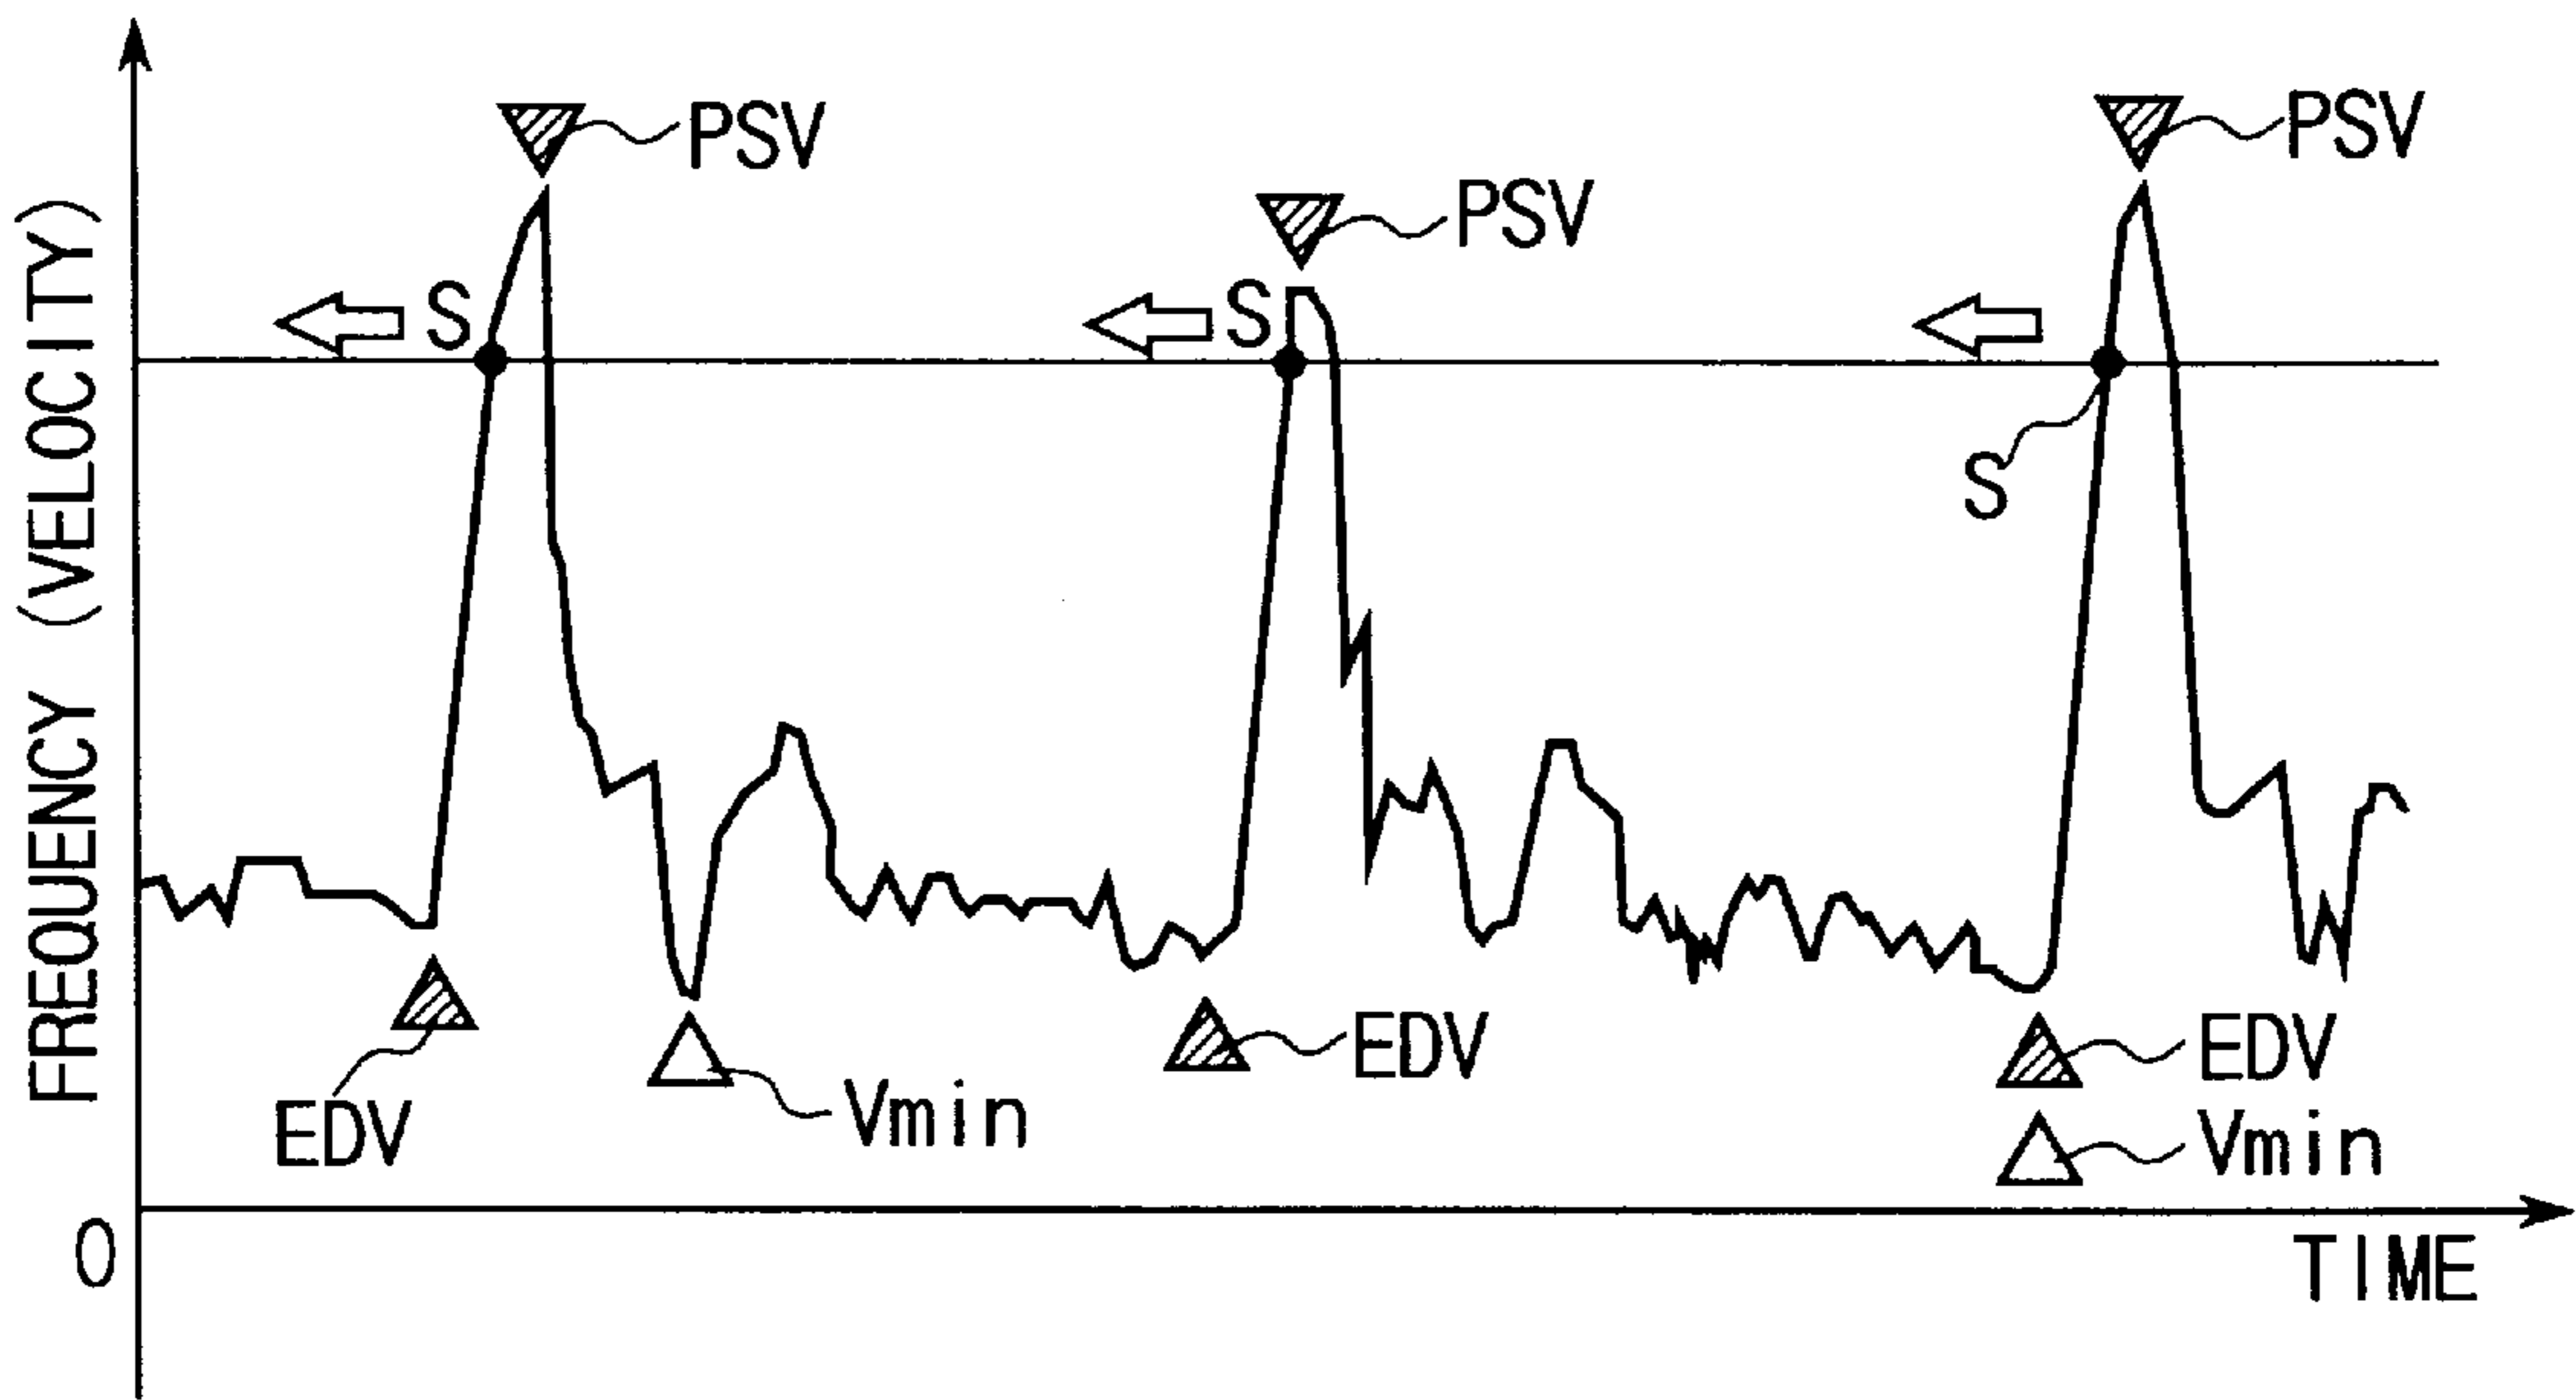 FREQUENCY (VELOCITY)
PSV
PSV
PSV
S
S
S
EDV
Vmin
EDV
EDV
Vmin
0
TIME